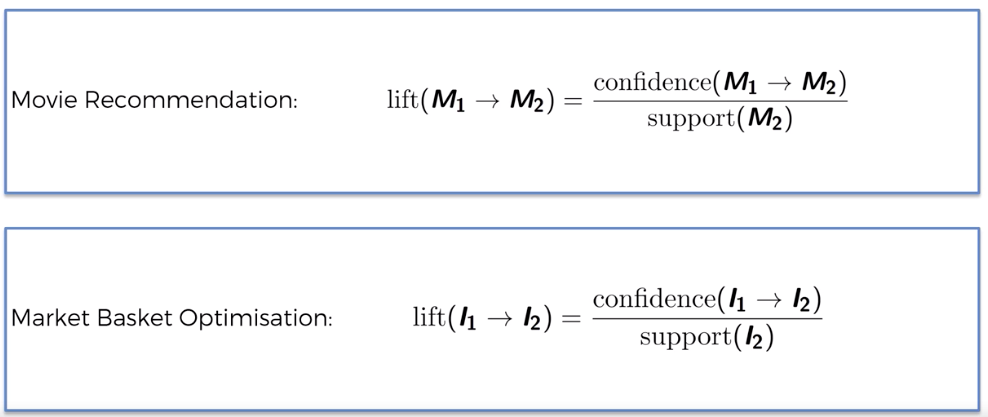 Movie Recommendation: lift(M₁ → M₂) = confidence(M₁ → M₂) / support(M₂)
Market Basket Optimisation: lift(I₁ → I₂) = confidence(I₁ → I₂) / support(I₂)